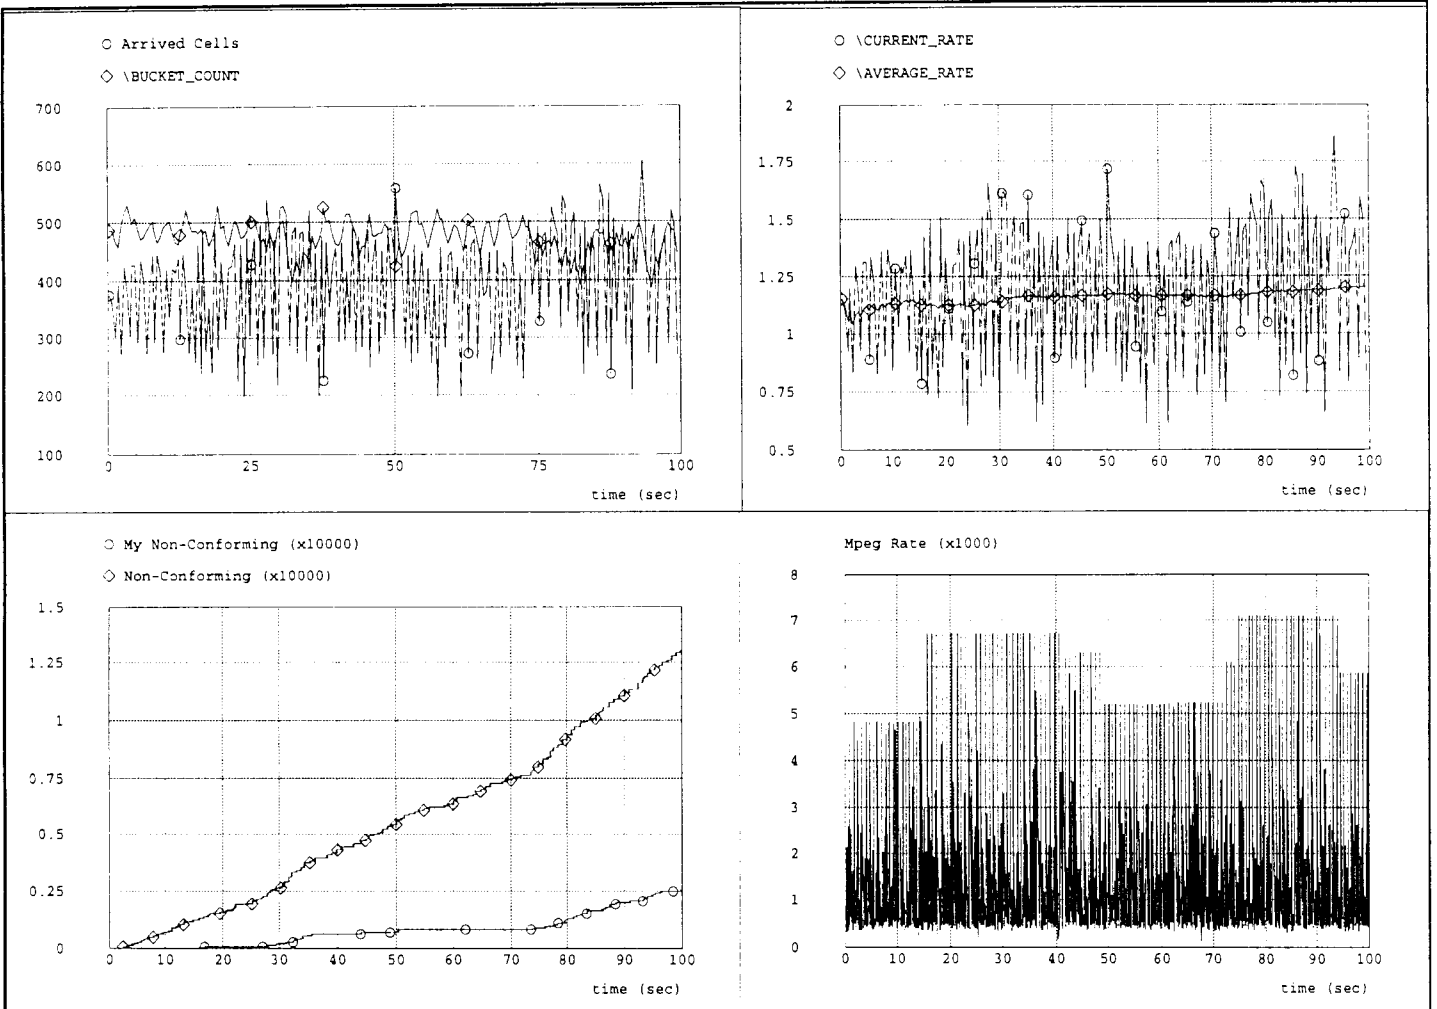 Arrived Cells
\BUCKET_COUNT
700
600
500
400
300
200
100
0 25 50 75 100
time (sec)
\CURRENT_RATE
\AVERAGE_RATE
2
1.75
1.5
1.25
1
0.75
0.5
0 10 20 30 40 50 60 70 80 90 100
time (sec)
My Non-Conforming (x10000)
Non-Conforming (x10000)
1.5
1.25
1
0.75
0.5
0.25
0
0 10 20 30 40 50 60 70 80 90 100
time (sec)
Mpeg Rate (x1000)
8
7
6
5
4
3
2
1
0
0 10 20 30 40 50 60 70 80 90 100
time (sec)